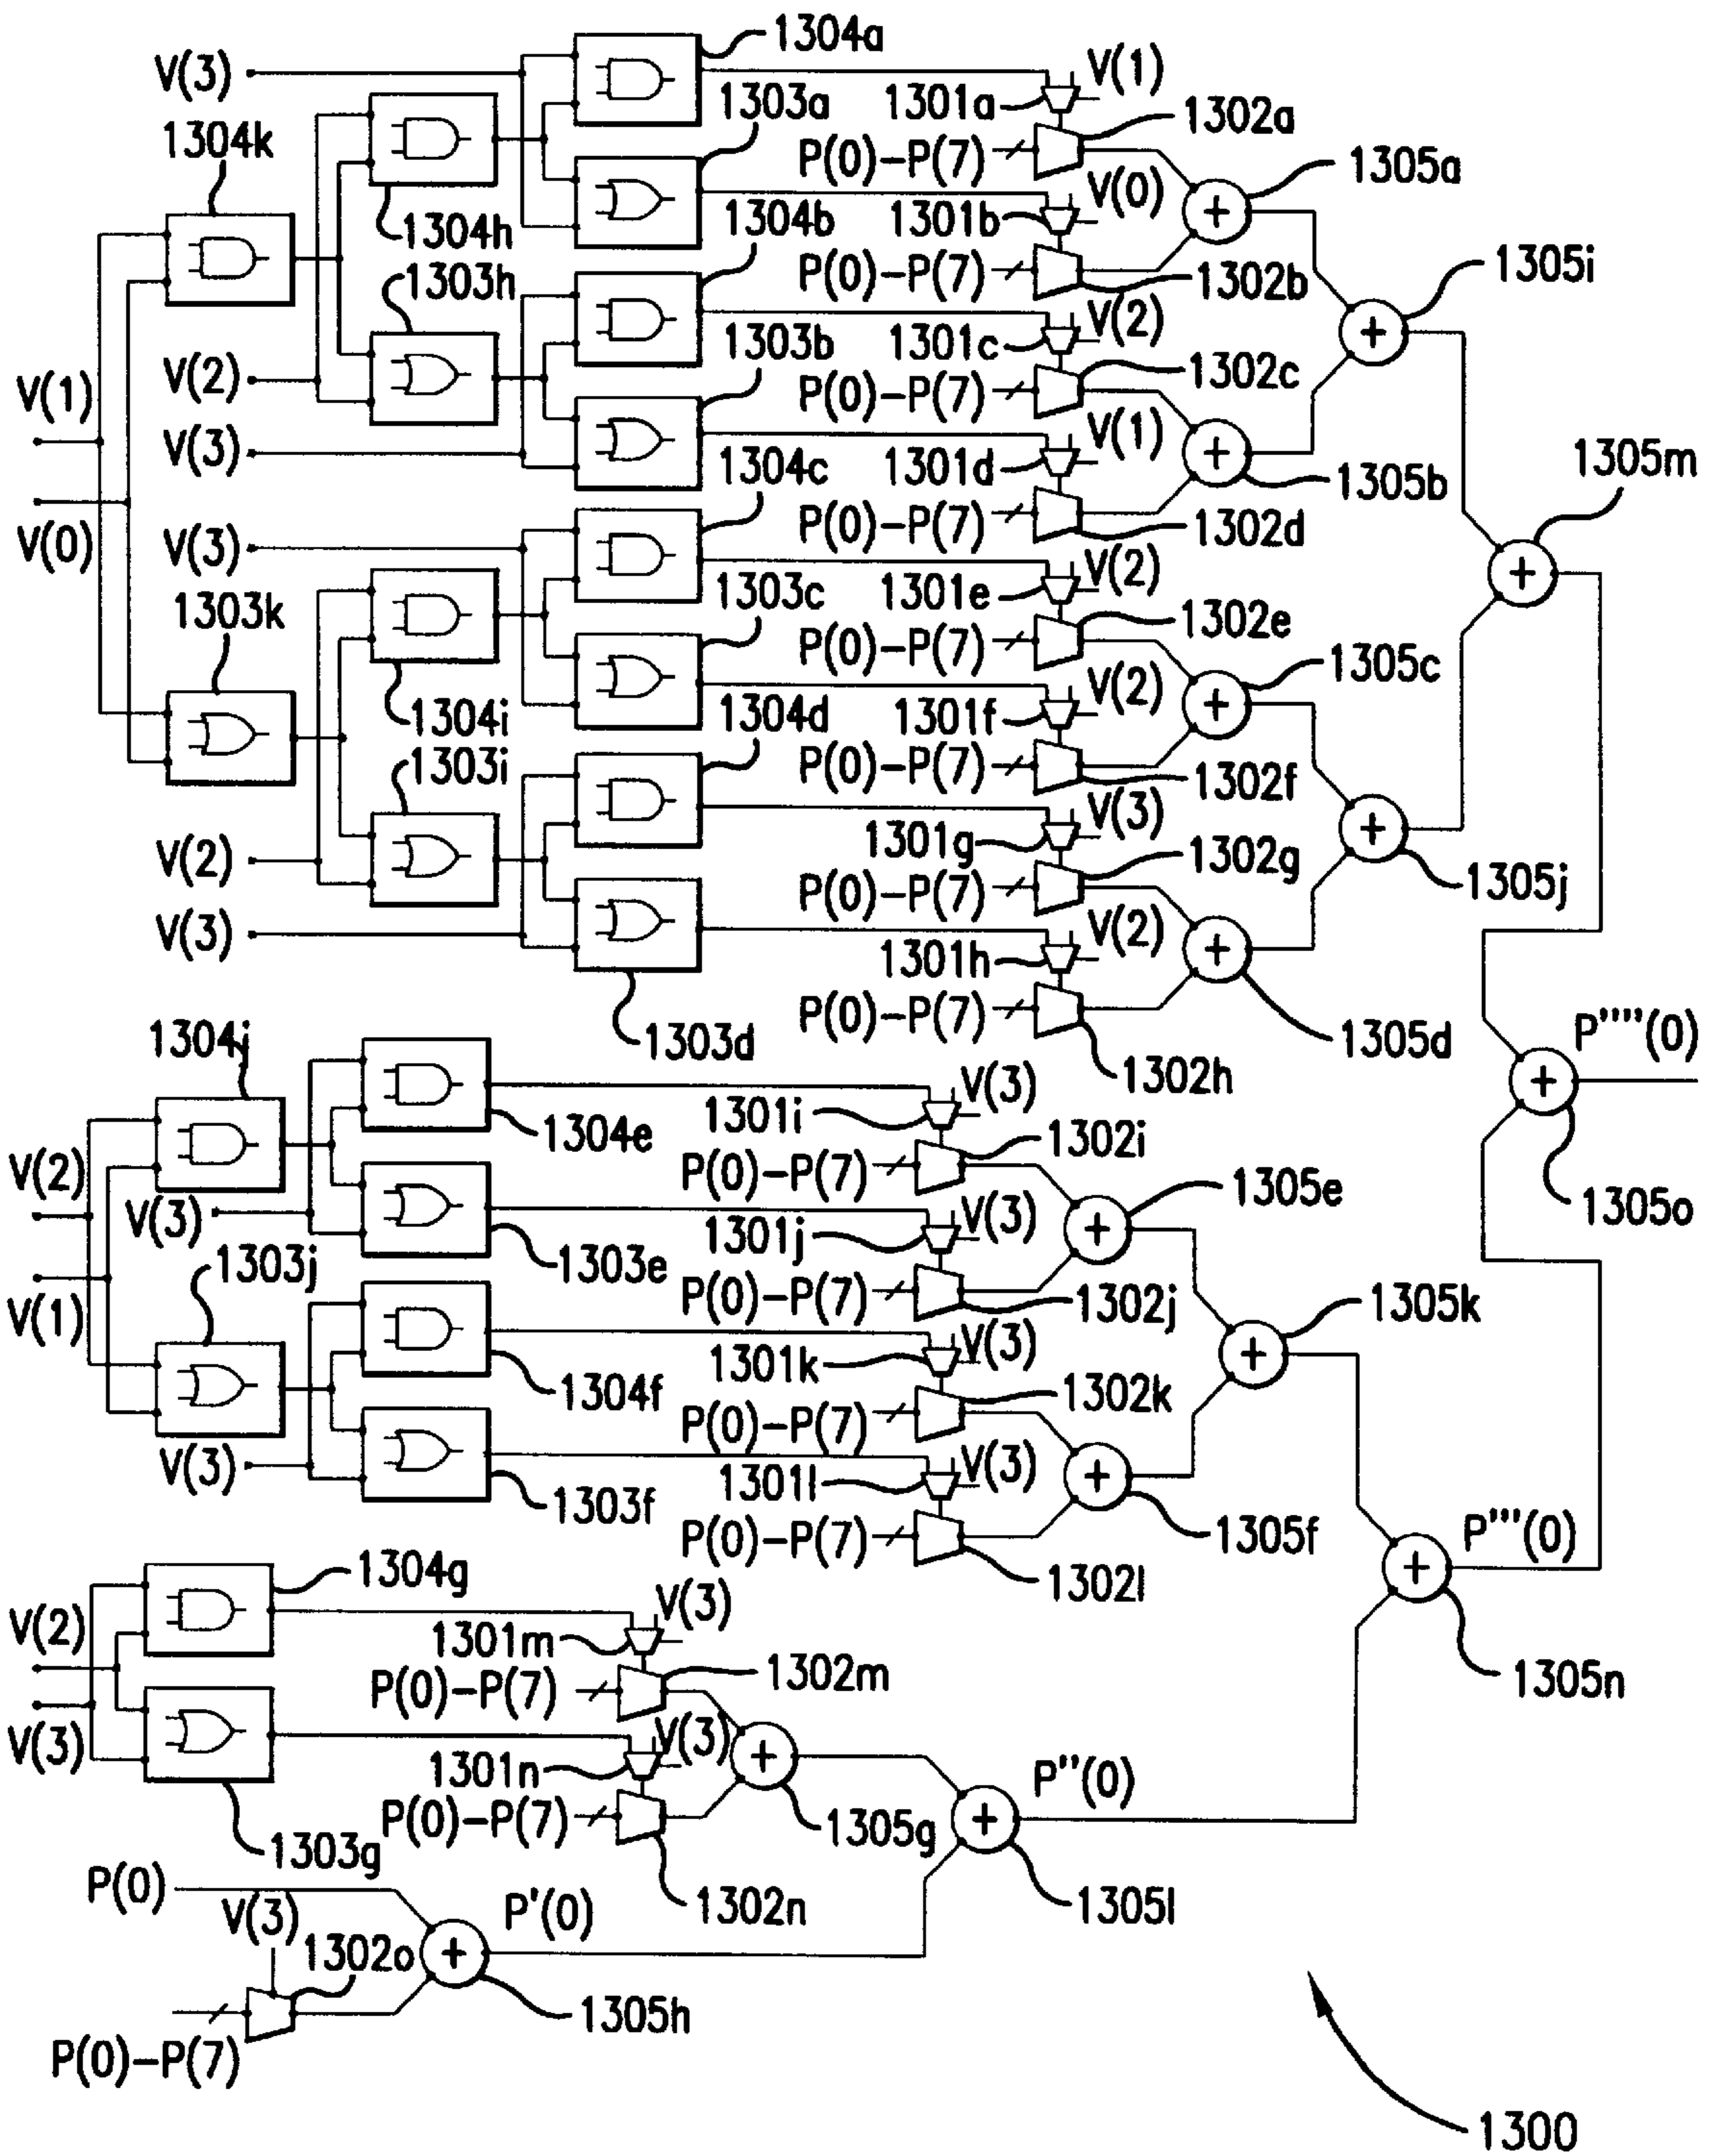 1304a
V(3)
V(1)
1303a
1301a
1302a
1304k
P(0)–P(7)
1305a
V(0)
1304b
1301b
1304h
P(0)–P(7)
1302b
1305i
1303h
V(2)
1303b
1301c
1302c
V(2)
P(0)–P(7)
V(1)
V(1)
V(3)
1304c
1301d
1305b
1305m
V(0)
V(3)
P(0)–P(7)
1302d
V(2)
1303k
1303c
1301e
1302e
P(0)–P(7)
1305c
V(2)
1304i
1304d
1301f
1303i
P(0)–P(7)
1302f
V(3)
V(2)
1301g
1302g
P(0)–P(7)
1305j
V(3)
V(2)
1301h
P(0)–P(7)
1304j
1303d
1305d
P''''(0)
1302h
V(3)
1301i
1304e
1302i
V(2)
P(0)–P(7)
1305e
V(3)
V(3)
1305o
1301j
1303j
1303e
P(0)–P(7)
1302j
1305k
V(1)
V(3)
1301k
1304f
1302k
P(0)–P(7)
V(3)
V(3)
1301l
1303f
P(0)–P(7)
1305f
P'''(0)
1304g
1302l
V(3)
V(2)
1301m
1302m
1305n
P(0)–P(7)
V(3)
V(3)
1301n
P''(0)
P(0)–P(7)
1305g
1303g
P(0)
V(3)
P'(0)
1302n
1305l
1302o
1305h
P(0)–P(7)
1300